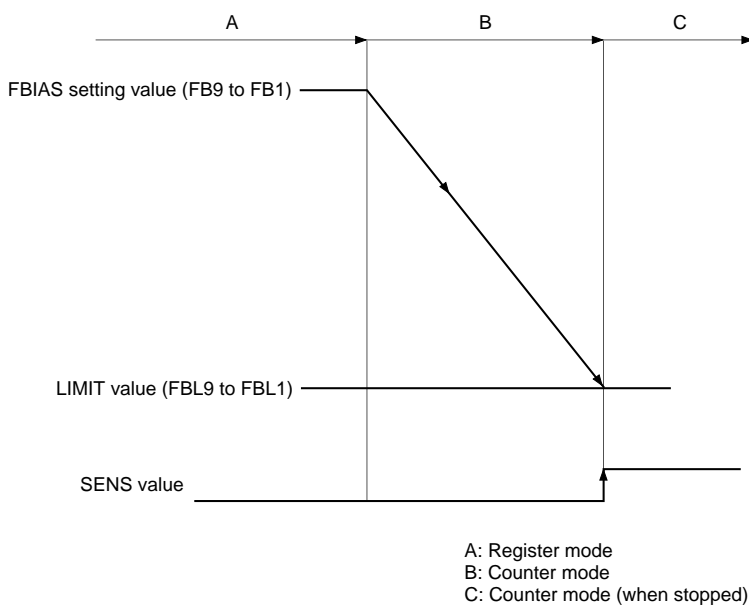 A
B
C
FBIAS setting value (FB9 to FB1)
LIMIT value (FBL9 to FBL1)
SENS value
A: Register mode
B: Counter mode
C: Counter mode (when stopped)